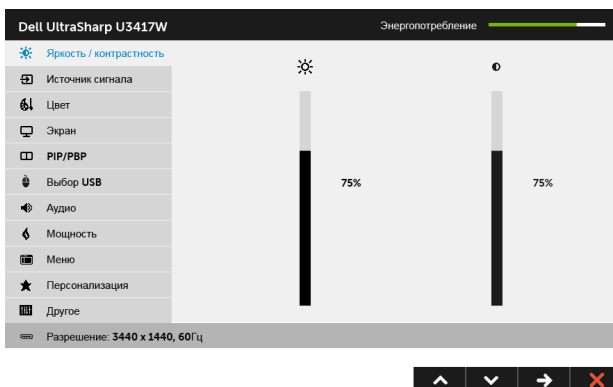 Dell UltraSharp U3417W
Энергопотребление
Яркость / контрастность
Источник сигнала
Цвет
Экран
PIP/PBP
Выбор USB
Аудио
Мощность
Меню
Персонализация
Другое
75%
75%
Разрешение: 3440 x 1440, 60Гц